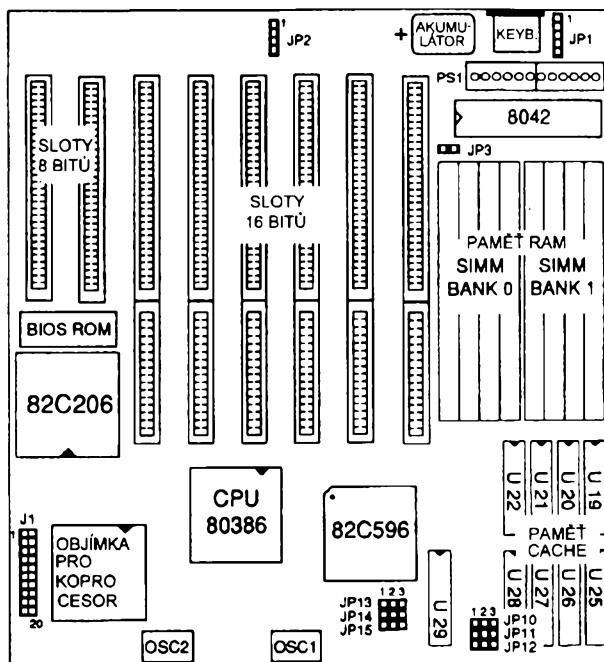 1
JP2
+
AKUMU-
LÁTOR
KEYB.
1
JP1
PS1
8042
JP3
SLOTY
8 BITŮ
SLOTY
16 BITŮ
PAMĚŤ RAM
SIMM
BANK 0
SIMM
BANK 1
BIOS ROM
82C206
U 22
U 21
U 20
U 19
CPU
80386
82C596
PAMĚŤ
CACHE
J1
1
20
OBJÍMKA
PRO
KOPRO
CESOR
U 29
U 28
U 27
U 26
U 25
1 2 3
JP13
JP14
JP15
1 2 3
JP10
JP11
JP12
OSC2
OSC1